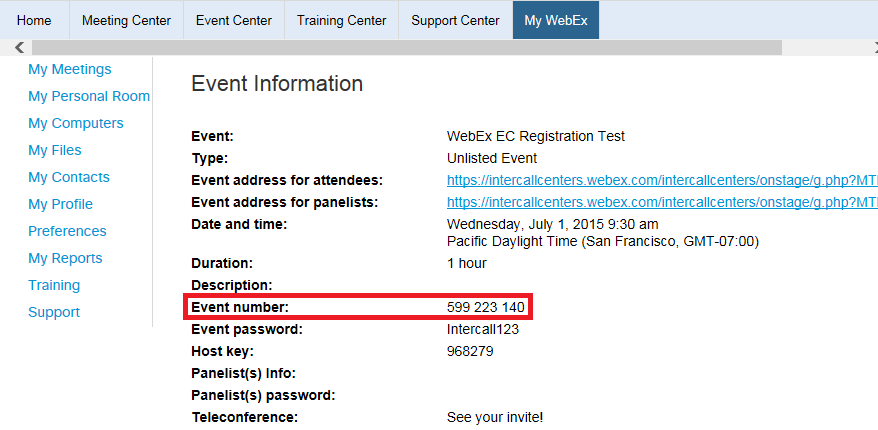 Home Meeting Center Event Center Training Center Support Center My WebEx
My Meetings
My Personal Room
My Computers
My Files
My Contacts
My Profile
Preferences
My Reports
Training
Support
Event Information
Event: WebEx EC Registration Test
Type: Unlisted Event
Event address for attendees: https://intercallcenters.webex.com/intercallcenters/onstage/g.php?MTI
Event address for panelists: https://intercallcenters.webex.com/intercallcenters/onstage/g.php?MTI
Date and time: Wednesday, July 1, 2015 9:30 am
Pacific Daylight Time (San Francisco, GMT-07:00)
Duration: 1 hour
Description:
Event number: 599 223 140
Event password: Intercall123
Host key: 968279
Panelist(s) Info:
Panelist(s) password:
Teleconference: See your invite!